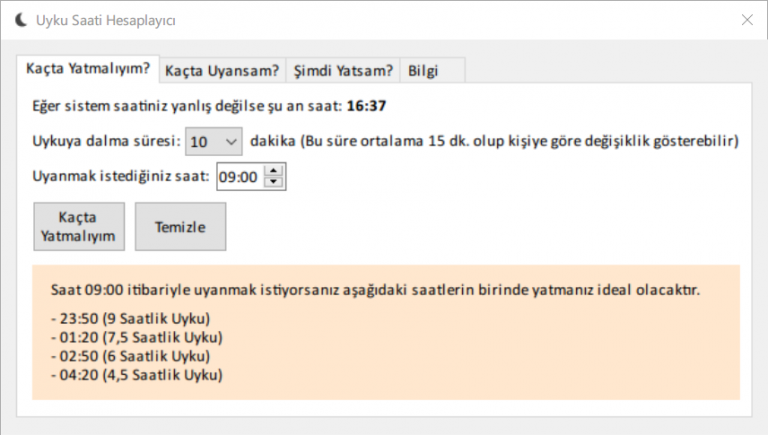 Uyku Saati Hesaplayıcı
Kaçta Yatmalıyım? Kaçta Uyansam? Şimdi Yatsam? Bilgi
Eğer sistem saatiniz yanlış değilse şu an saat: 16:37
Uykuya dalma süresi: 10 dakika (Bu süre ortalama 15 dk. olup kişiye göre değişiklik gösterebilir)
Uyanmak istediğiniz saat: 09:00
Kaçta Yatmalıyım
Temizle
Saat 09:00 itibariyle uyanmak istiyorsanız aşağıdaki saatlerin birinde yatmanız ideal olacaktır.
- 23:50 (9 Saatlik Uyku)
- 01:20 (7,5 Saatlik Uyku)
- 02:50 (6 Saatlik Uyku)
- 04:20 (4,5 Saatlik Uyku)